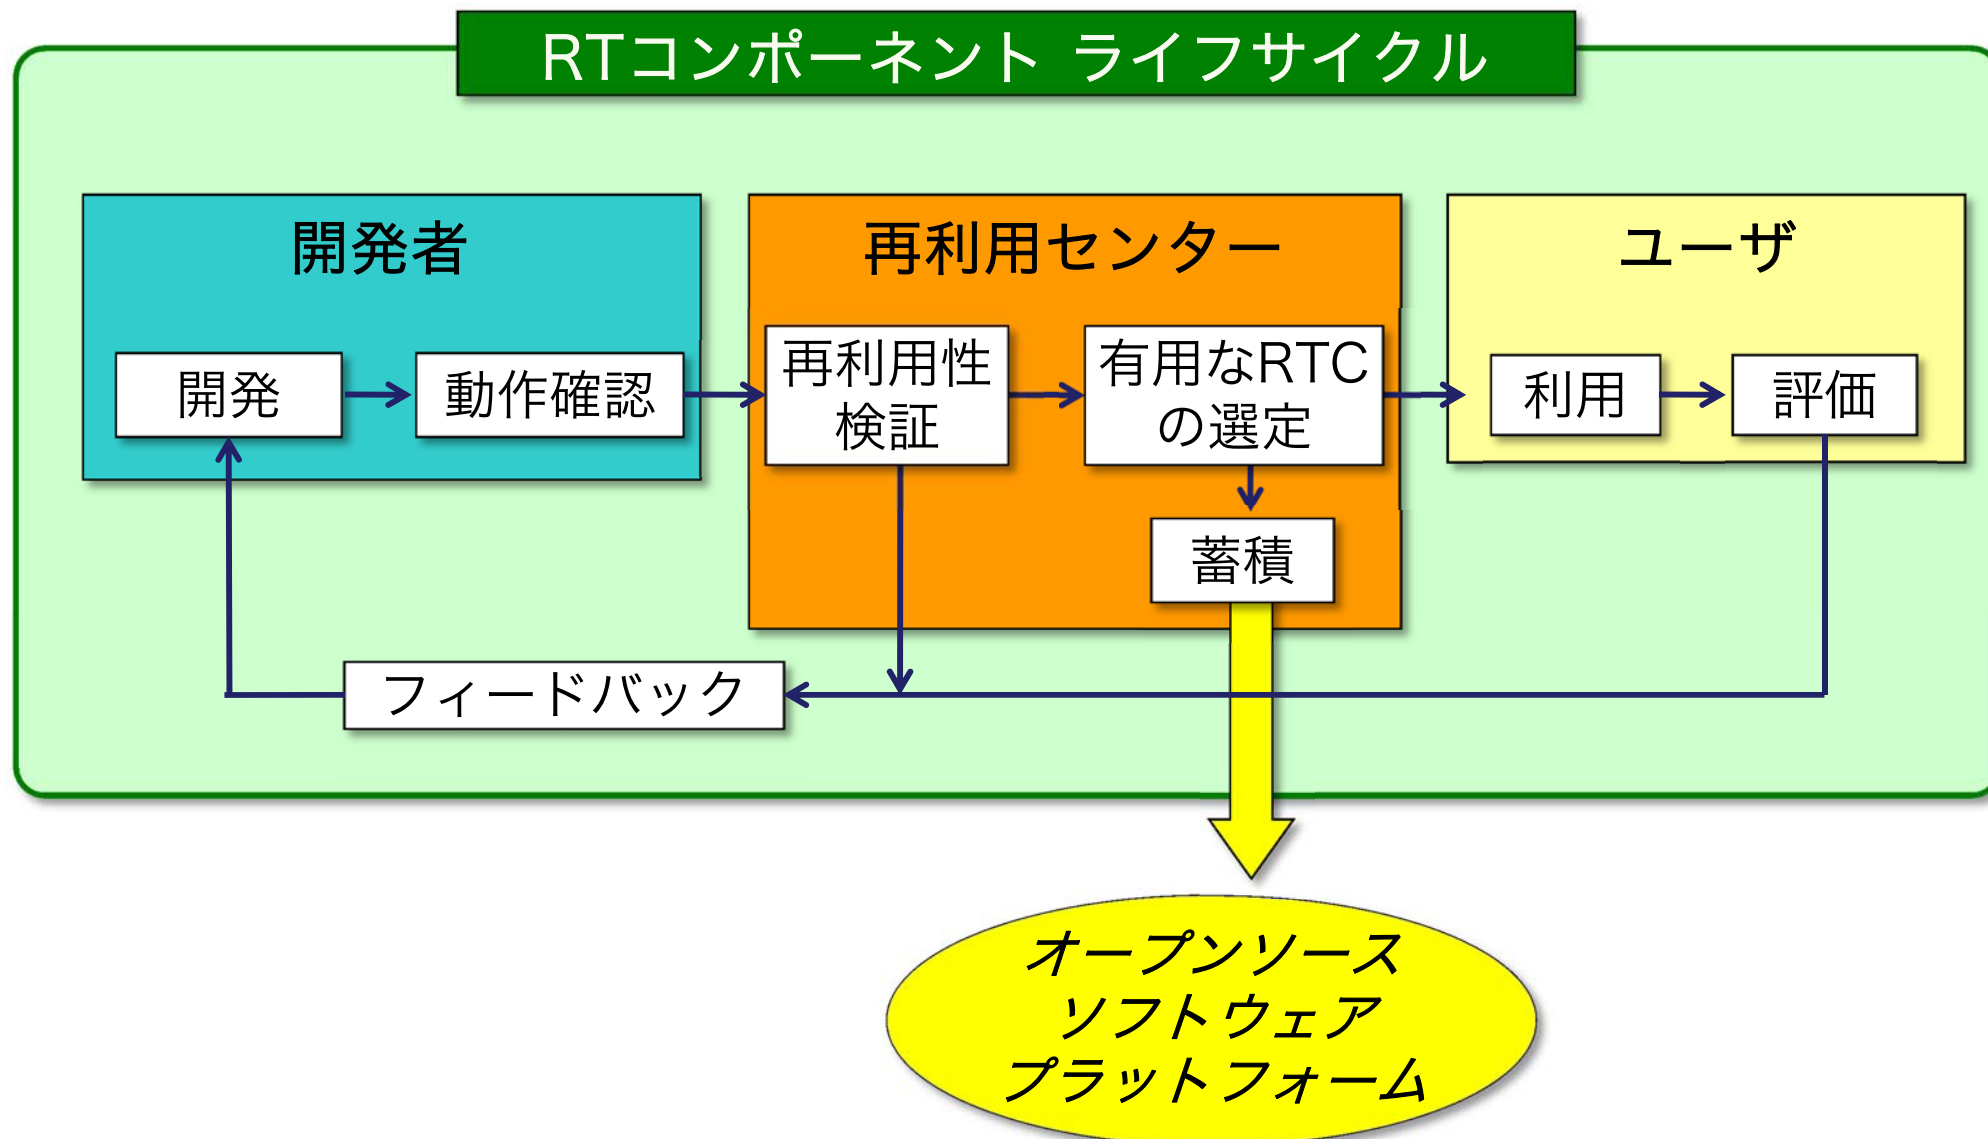 RTコンポーネント ライフサイクル
開発者
開発
動作確認
再利用センター
再利用性
検証
有用なRTC
の選定
蓄積
ユーザ
利用
評価
フィードバック
オープンソース
ソフトウェア
プラットフォーム